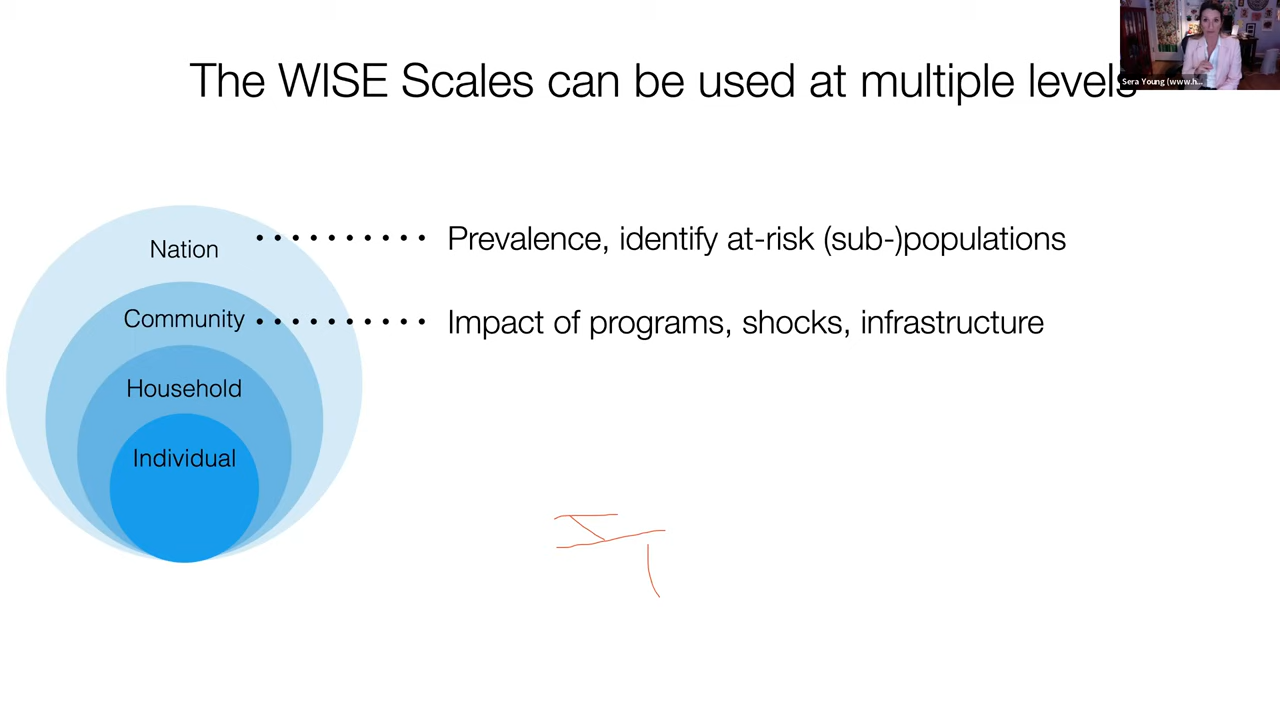 Sera Young (www.h...
The WISE Scales can be used at multiple levels
Nation
Prevalence, identify at-risk (sub-)populations
Community
Impact of programs, shocks, infrastructure
Household
Individual